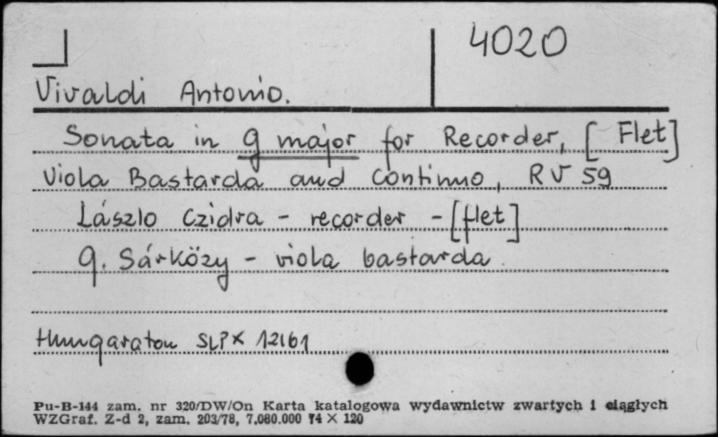 4020
Vivaldi Antonio.
Sonata in g major for Recorder, [Flet]
Viola Bastarda and Continuo, RV 59
László Czidra - recorder - [flet]
G. Sárközy - viola bastarda
Hungaraton SLPX 12161
Pu-B-144 zam. nr 320/DW/On Karta katalogowa wydawnictw zwartych i ciągłych
WZGraf. Z-d 2, zam. 203/78, 7.080.000 74 X 120